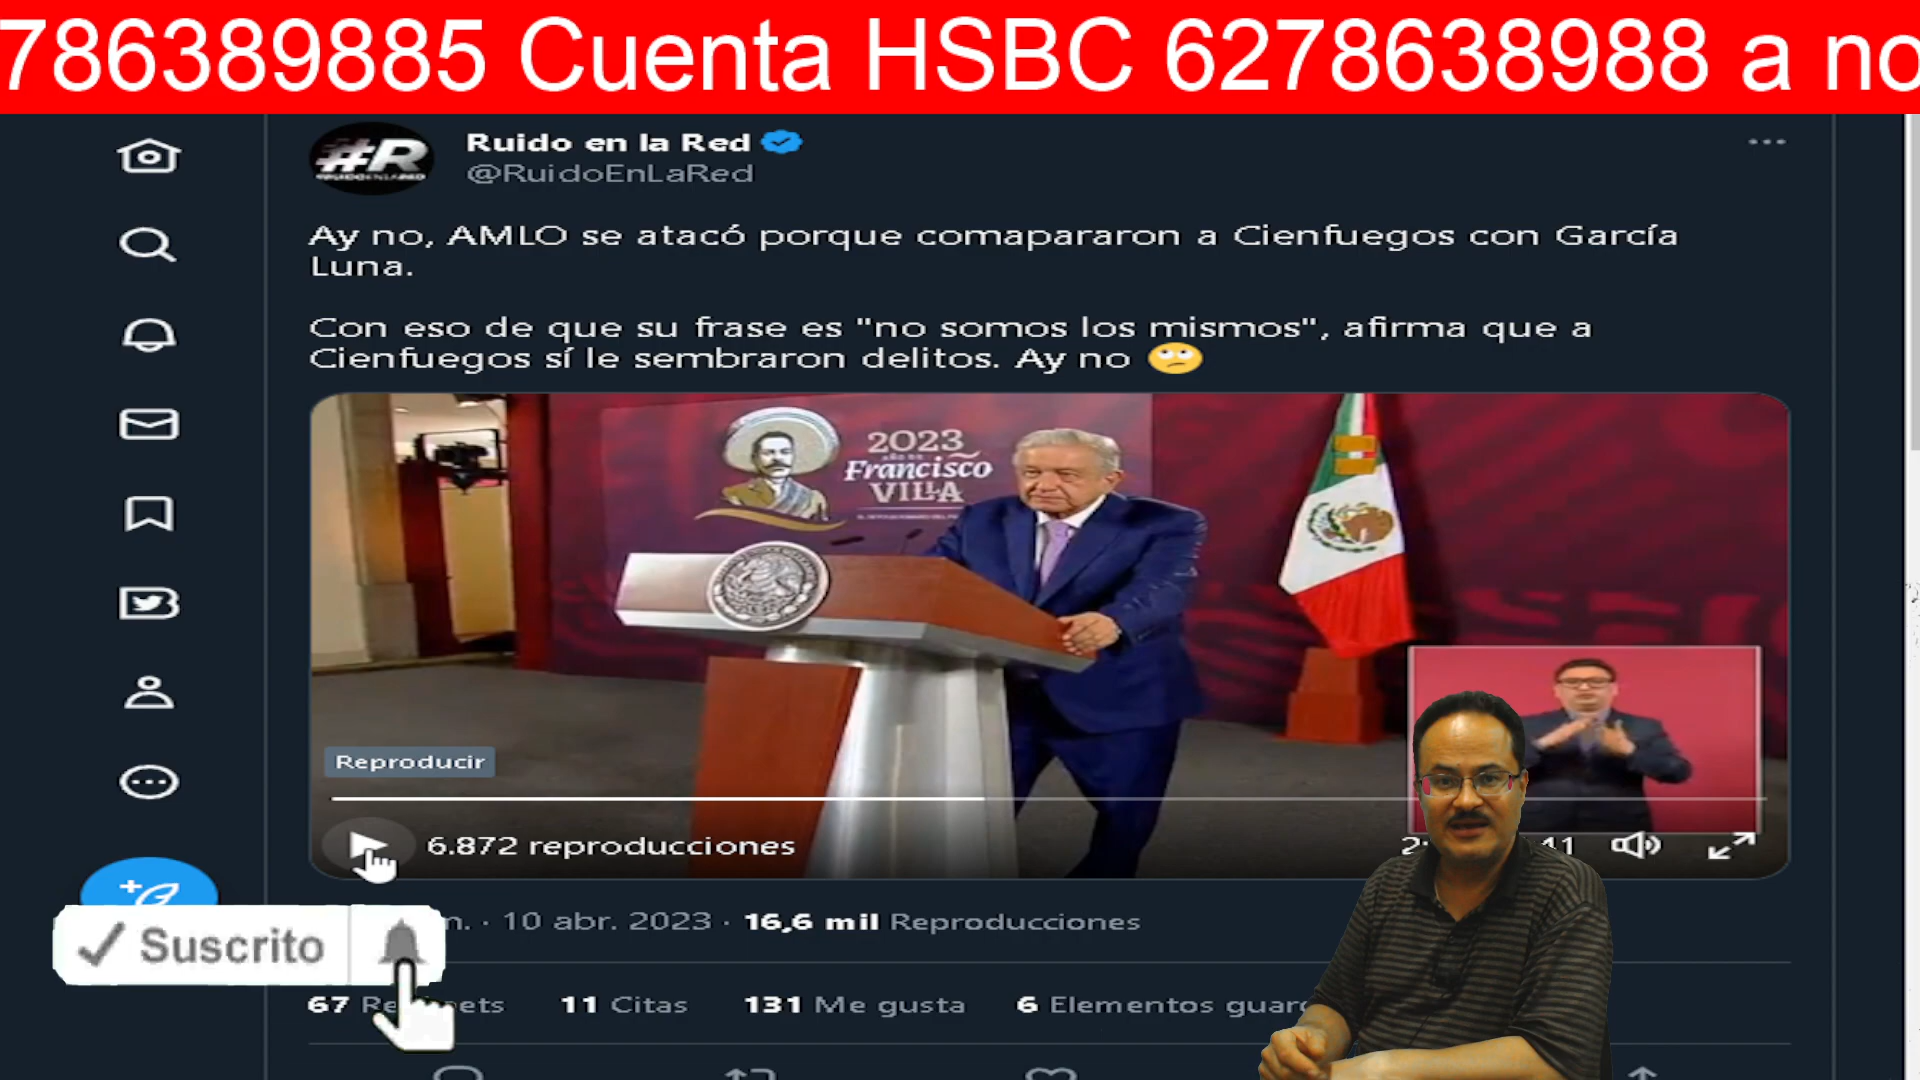 786389885 Cuenta HSBC 6278638988 a no
#R
Ruido en la Red
@RuidoEnLaRed
Ay no, AMLO se atacó porque comapararon a Cienfuegos con García
Luna.
Con eso de que su frase es "no somos los mismos", afirma que a
Cienfuegos sí le sembraron delitos. Ay no 🙄
2023
Francisco
VILLA
Reproducir
6.872 reproducciones
10 abr. 2023 · 16,6 mil Reproducciones
Suscrito
67
11 Citas
131 Me gusta
6 Elementos